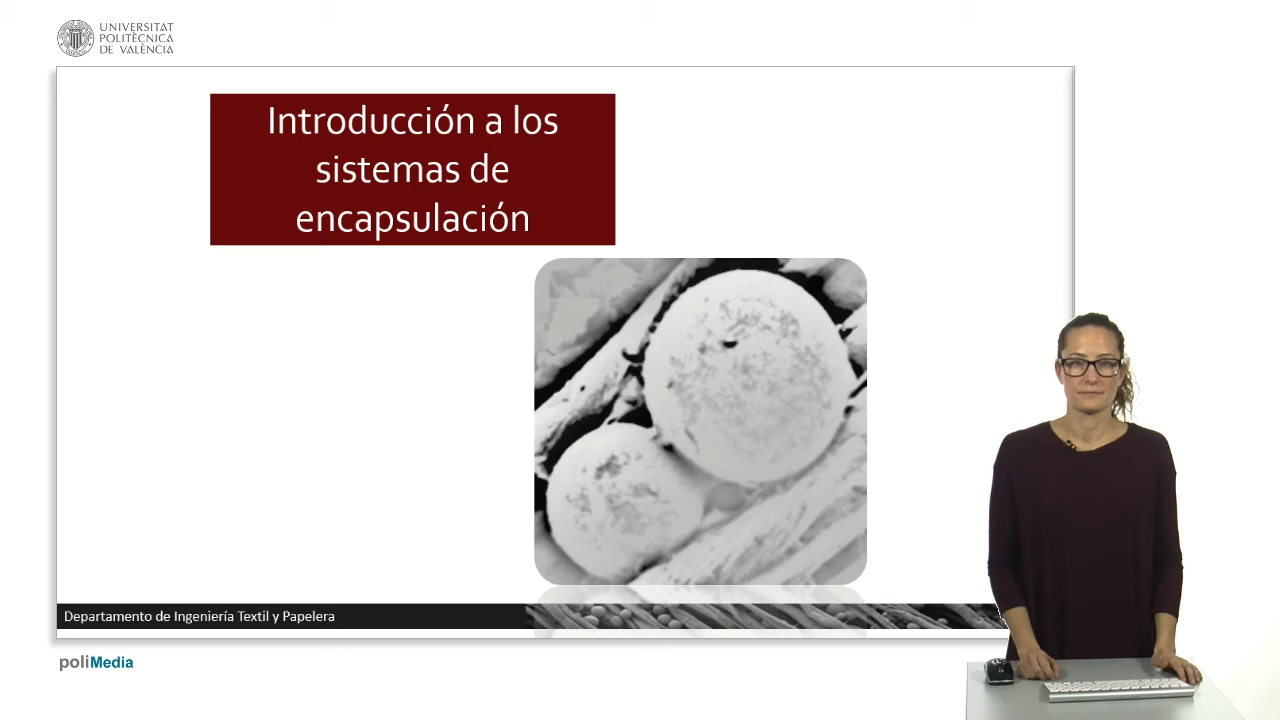 UNIVERSITAT
POLITÈCNICA
DE VALÈNCIA
Introducción a los
sistemas de
encapsulación
Departamento de Ingeniería Textil y Papelera
poliMedia